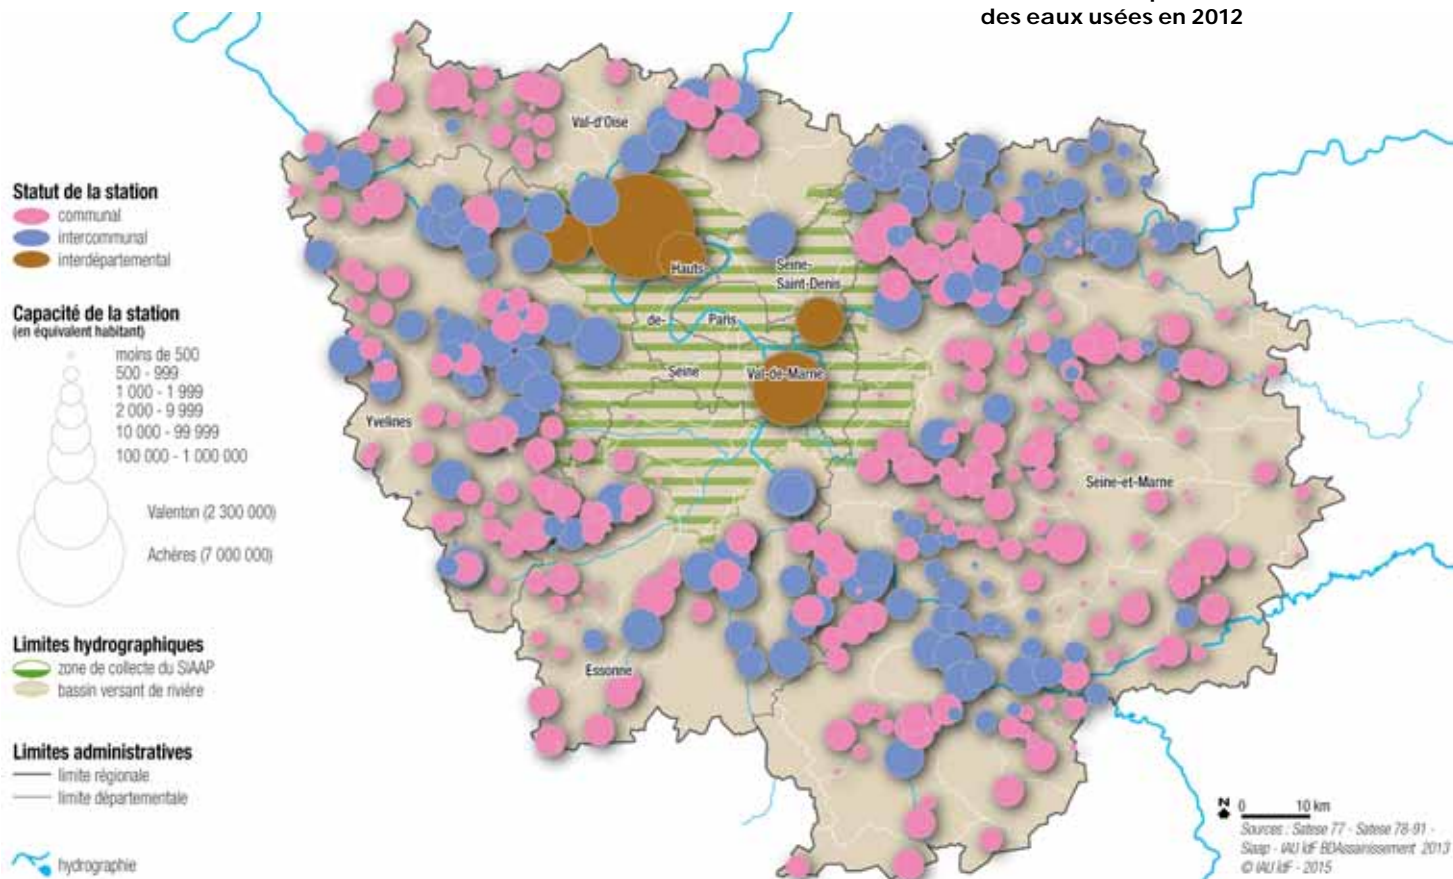 des eaux usées en 2012
Statut de la station
communal
intercommunal
interdépartemental
Capacité de la station
(en équivalent habitant)
moins de 500
500 - 999
1 000 - 1 999
2 000 - 9 999
10 000 - 99 999
100 000 - 1 000 000
Valenton (2 300 000)
Achères (7 000 000)
Limites hydrographiques
zone de collecte du SIAAP
bassin versant de rivière
Limites administratives
limite régionale
limite départementale
hydrographie
Val-d'Oise
Hauts
Seine-
Saint-Denis
de-
Paris
Seine
Val-de-Marne
Yvelines
Seine-et-Marne
Essonne
N
0 10 km
Sources : Satese 77 - Satese 78-91 -
Siaap - IAU îdF BDAssainissement 2013
© IAU îdF - 2015